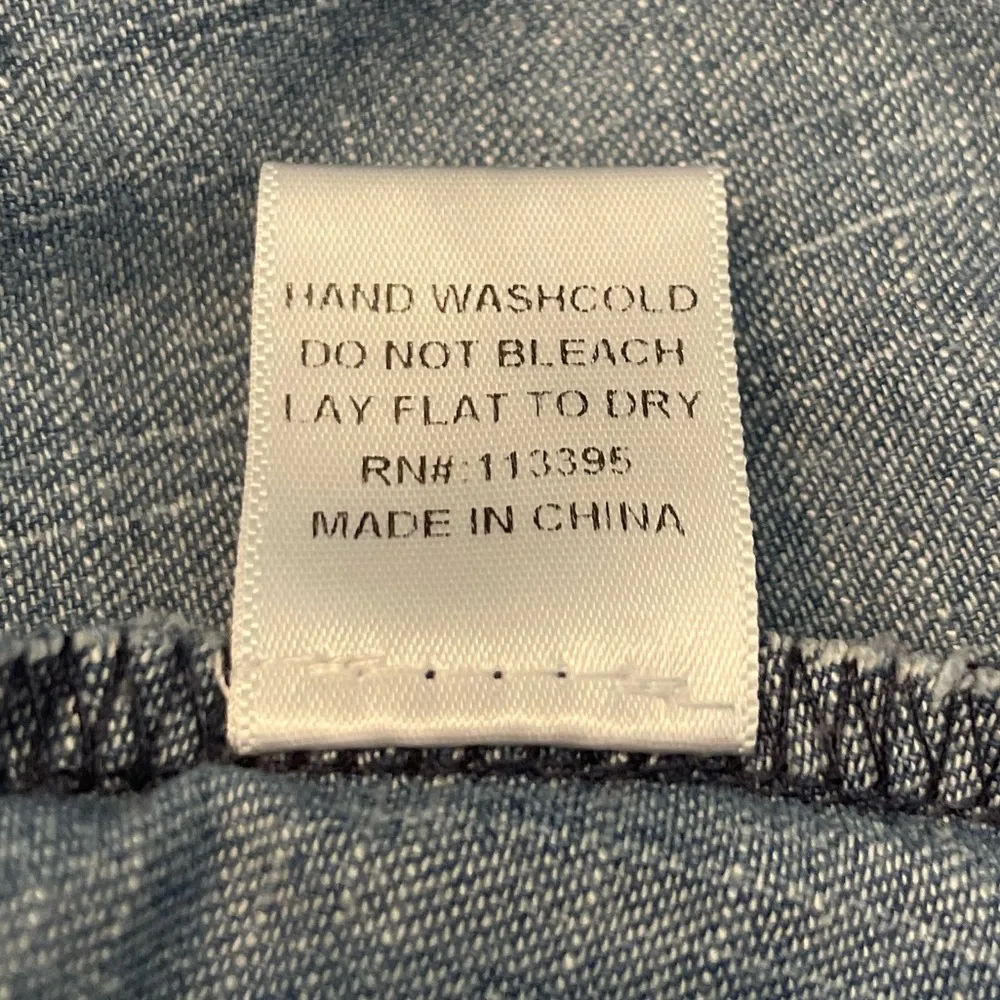 HAND WASHCOLD
DO NOT BLEACH
LAY FLAT TO DRY
RN#:113395
MADE IN CHINA